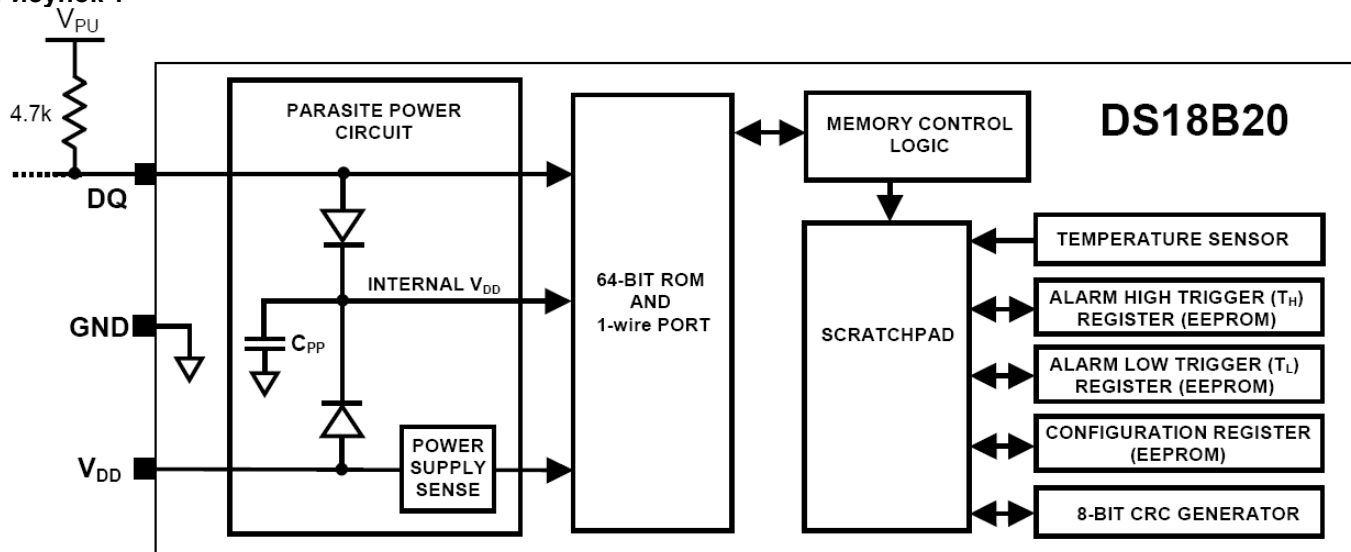 VPU
4.7k
DQ
GND
VDD
PARASITE POWER
CIRCUIT
INTERNAL VDD
CPP
POWER
SUPPLY
SENSE
64-BIT ROM
AND
1-wire PORT
MEMORY CONTROL
LOGIC
DS18B20
SCRATCHPAD
TEMPERATURE SENSOR
ALARM HIGH TRIGGER (TH)
REGISTER (EEPROM)
ALARM LOW TRIGGER (TL)
REGISTER (EEPROM)
CONFIGURATION REGISTER
(EEPROM)
8-BIT CRC GENERATOR